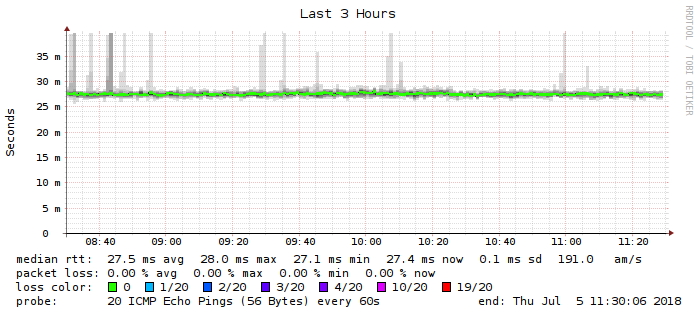 Last 3 Hours
RRDTOOL / TOBI OETIKER
Seconds
35 m
30 m
25 m
20 m
15 m
10 m
5 m
0
08:40 09:00 09:20 09:40 10:00 10:20 10:40 11:00 11:20
median rtt: 27.5 ms avg 28.0 ms max 27.1 ms min 27.4 ms now 0.1 ms sd 191.0 am/s
packet loss: 0.00 % avg 0.00 % max 0.00 % min 0.00 % now
loss color: 0 1/20 2/20 3/20 4/20 10/20 19/20
probe: 20 ICMP Echo Pings (56 Bytes) every 60s end: Thu Jul 5 11:30:06 2018